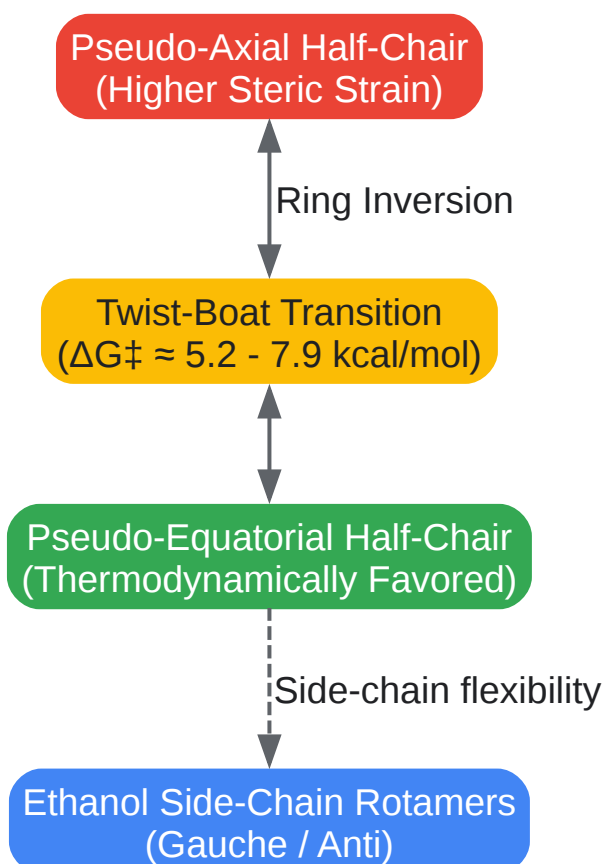 Pseudo-Axial Half-Chair
(Higher Steric Strain)
Ring Inversion
Twist-Boat Transition
(ΔG‡ ≈ 5.2 - 7.9 kcal/mol)
Pseudo-Equatorial Half-Chair
(Thermodynamically Favored)
Side-chain flexibility
Ethanol Side-Chain Rotamers
(Gauche / Anti)